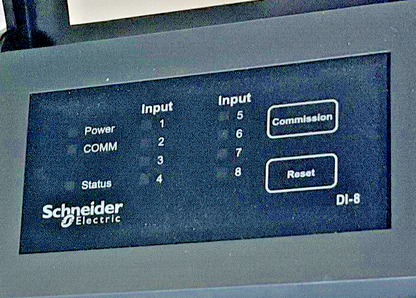 Power
COMM
Status
Input
1
2
3
4
Input
5
6
7
8
Commission
Reset
Schneider
Electric
DI-8